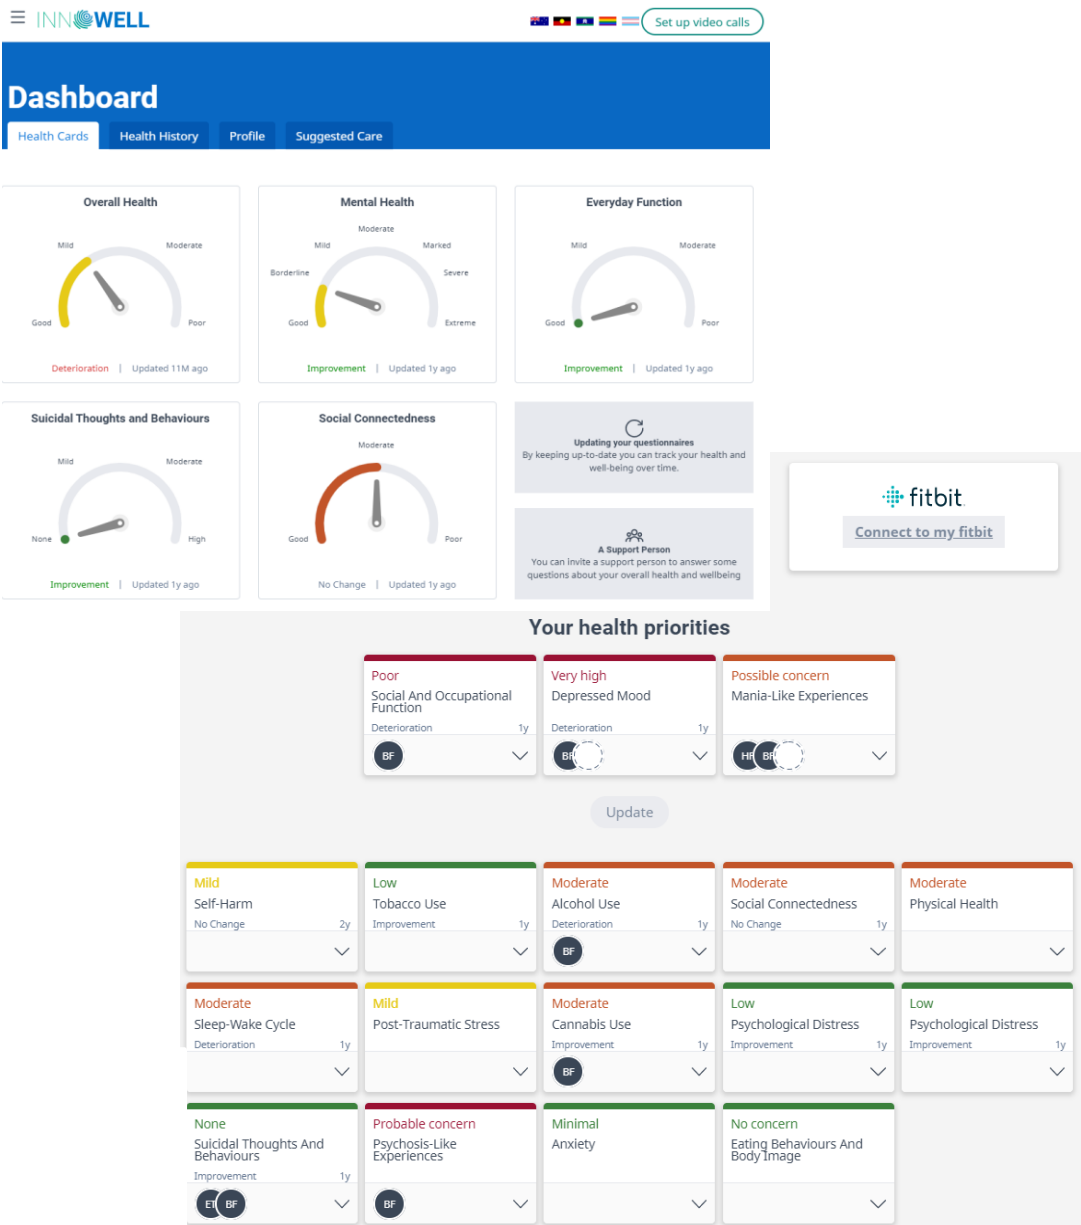 INNOWELL
Set up video calls
Dashboard
Health Cards
Health History
Profile
Suggested Care
Overall Health
Mild
Moderate
Good
Poor
Deterioration | Updated 11M ago
Mental Health
Moderate
Mild
Marked
Borderline
Severe
Good
Extreme
Improvement | Updated 1y ago
Everyday Function
Mild
Moderate
Good
Poor
Improvement | Updated 1y ago
Suicidal Thoughts and Behaviours
Mild
Moderate
None
High
Improvement | Updated 1y ago
Social Connectedness
Moderate
Good
Poor
No Change | Updated 1y ago
Updating your questionnaires
By keeping up-to-date you can track your health and
well-being over time.
A Support Person
You can invite a support person to answer some
questions about your overall health and wellbeing
fitbit
Connect to my fitbit
Your health priorities
Poor
Social And Occupational
Function
Deterioration 1y
BF
Very high
Depressed Mood
Deterioration 1y
BF
Possible concern
Mania-Like Experiences
HF BF
Update
Mild
Self-Harm
No Change 2y
Low
Tobacco Use
Improvement 1y
Moderate
Alcohol Use
Deterioration 1y
BF
Moderate
Social Connectedness
No Change 1y
Moderate
Physical Health
Moderate
Sleep-Wake Cycle
Deterioration 1y
Mild
Post-Traumatic Stress
Moderate
Cannabis Use
Improvement 1y
BF
Low
Psychological Distress
Improvement 1y
Low
Psychological Distress
Improvement 1y
None
Suicidal Thoughts And
Behaviours
Improvement 1y
ET BF
Probable concern
Psychosis-Like
Experiences
BF
Minimal
Anxiety
No concern
Eating Behaviours And
Body Image